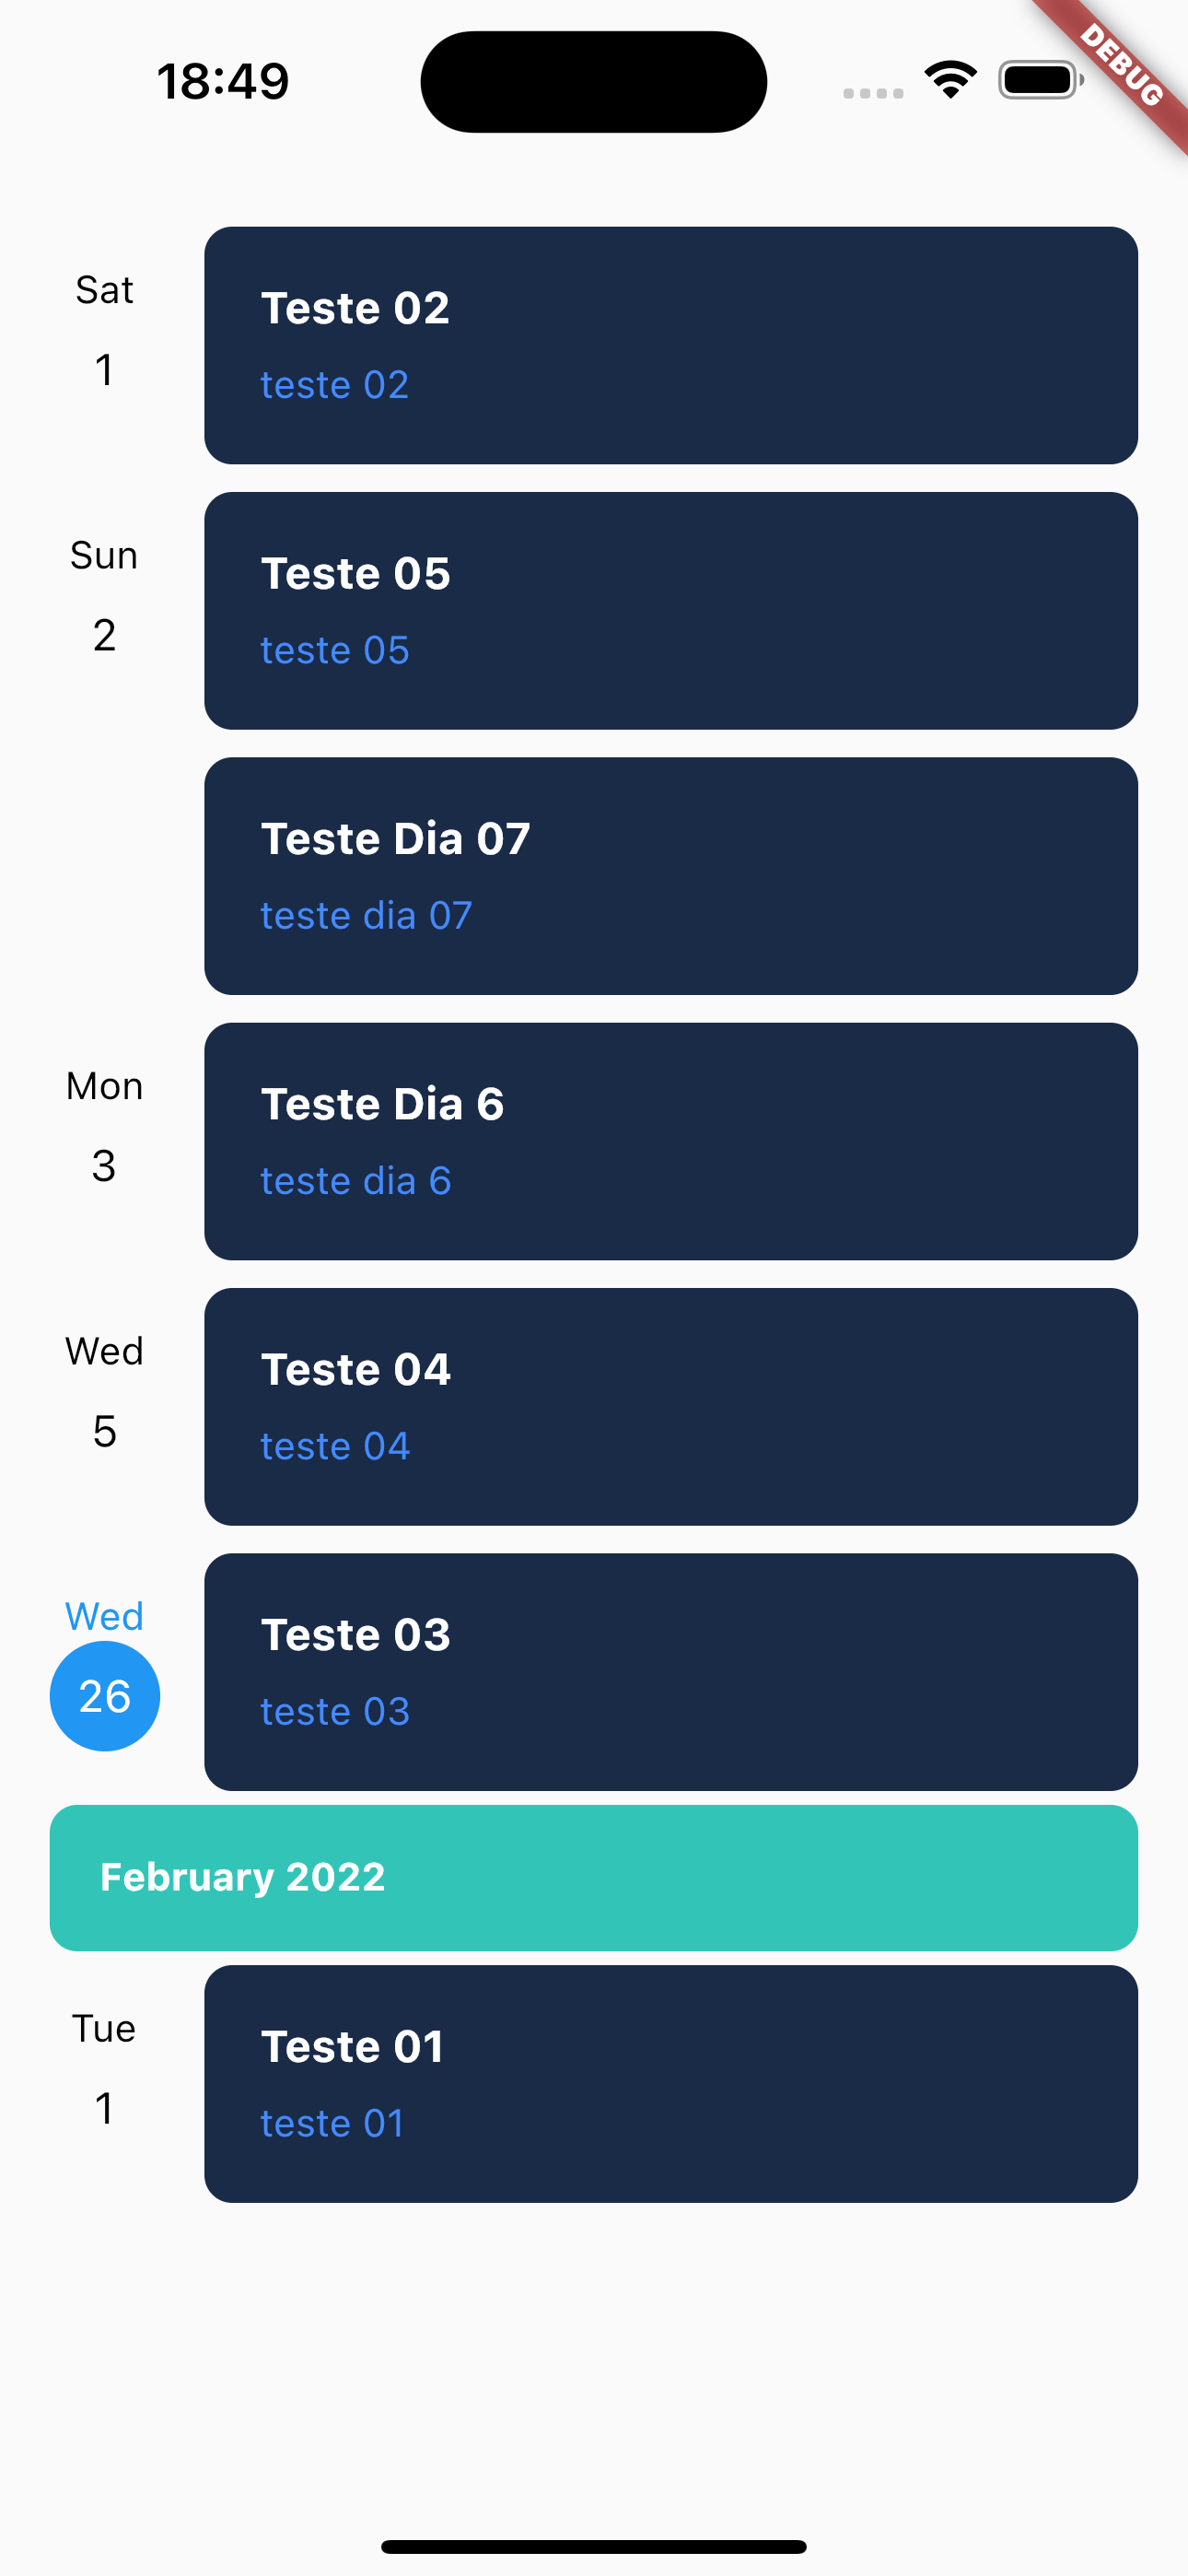 18:49
DEBUG
Sat
1
Teste 02
teste 02
Sun
2
Teste 05
teste 05
Teste Dia 07
teste dia 07
Mon
3
Teste Dia 6
teste dia 6
Wed
5
Teste 04
teste 04
Wed
26
Teste 03
teste 03
February 2022
Tue
1
Teste 01
teste 01